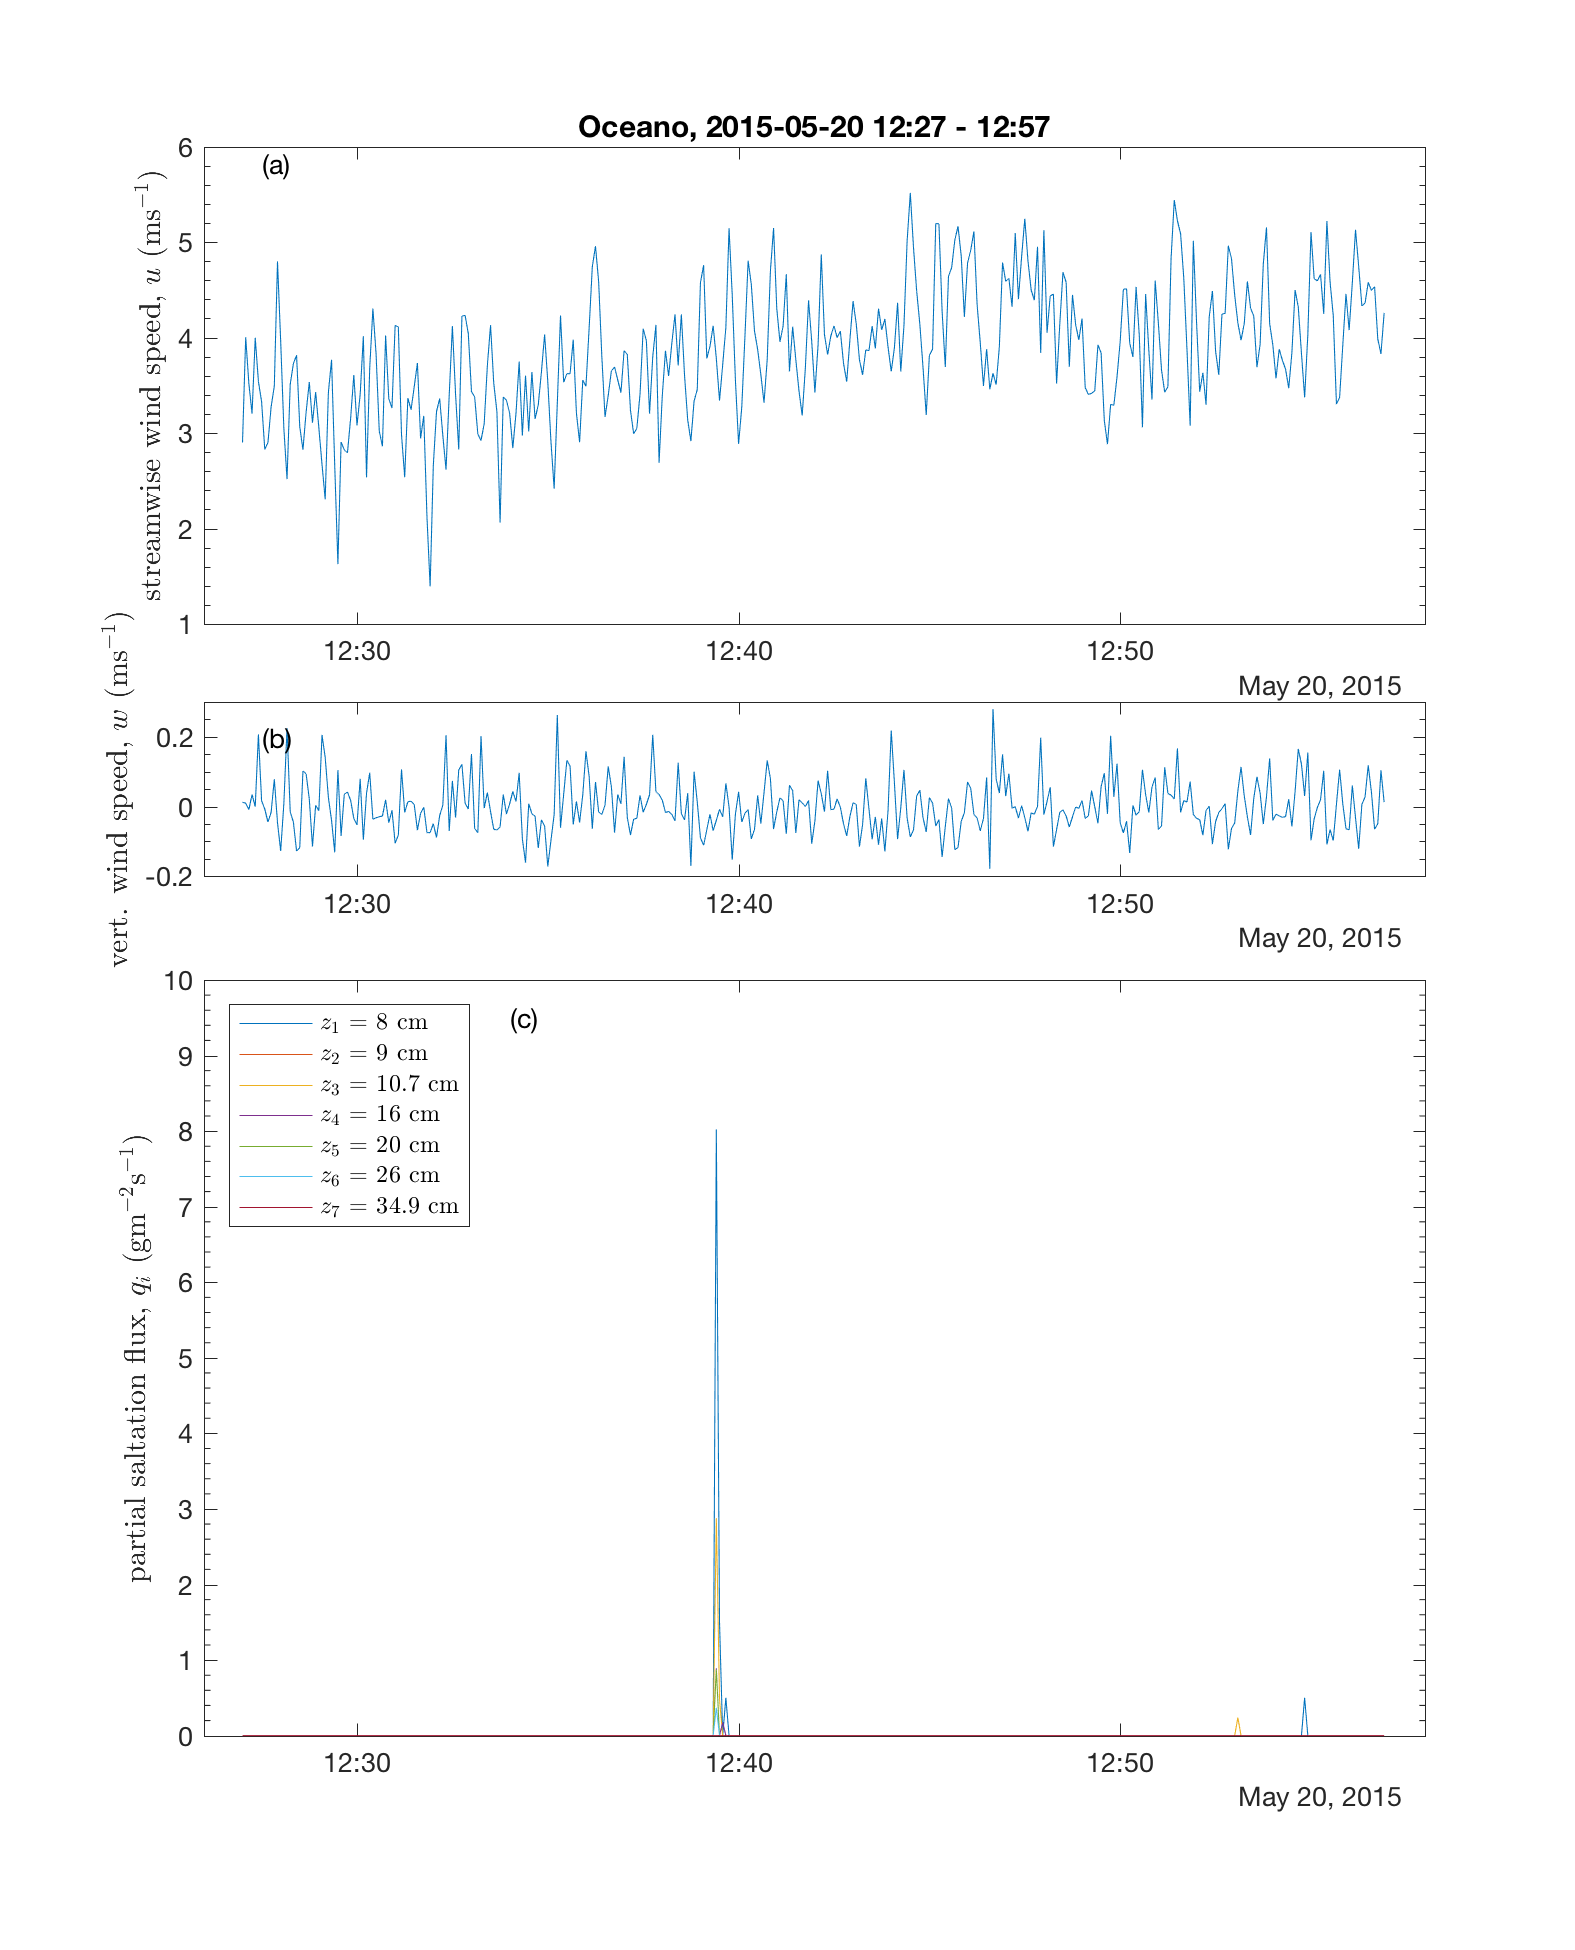 Oceano, 2015-05-20 12:27 - 12:57
(a)
streamwise wind speed, u (ms⁻¹)
6
5
4
3
2
1
12:30 12:40 12:50
May 20, 2015
(b)
vert. wind speed, w (ms⁻¹)
0.2
0
-0.2
12:30 12:40 12:50
May 20, 2015
(c)
partial saltation flux, qᵢ (gm⁻²s⁻¹)
10
9
8
7
6
5
4
3
2
1
0
z₁ = 8 cm
z₂ = 9 cm
z₃ = 10.7 cm
z₄ = 16 cm
z₅ = 20 cm
z₆ = 26 cm
z₇ = 34.9 cm
12:30 12:40 12:50
May 20, 2015